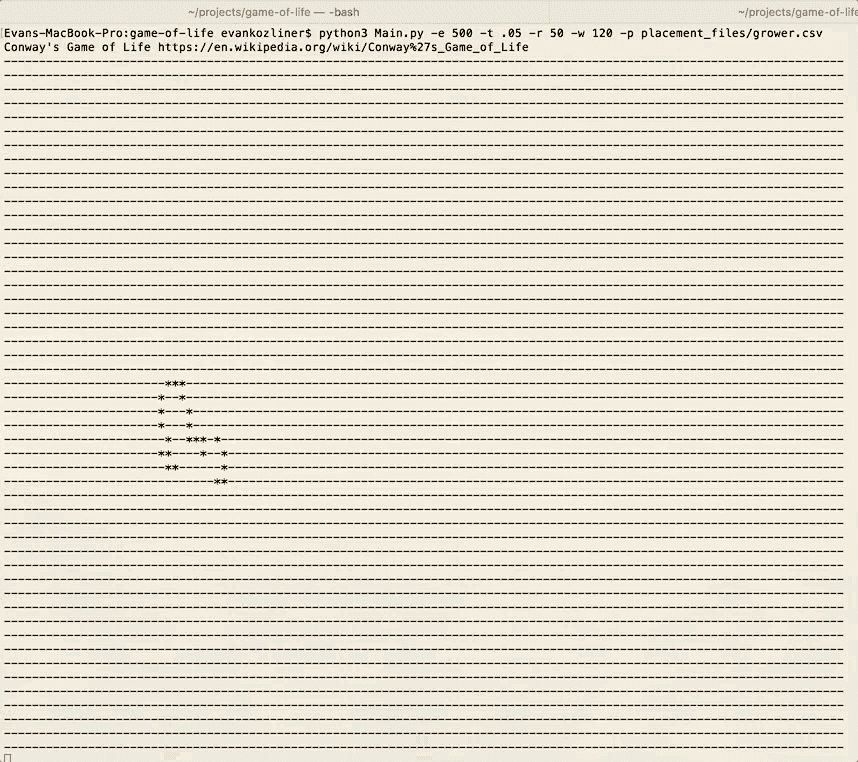 ~/projects/game-of-life — -bash
~/projects/game-of-life
Evans-MacBook-Pro:game-of-life evankozliner$ python3 Main.py -e 500 -t .05 -r 50 -w 120 -p placement_files/grower.csv
Conway's Game of Life https://en.wikipedia.org/wiki/Conway%27s_Game_of_Life